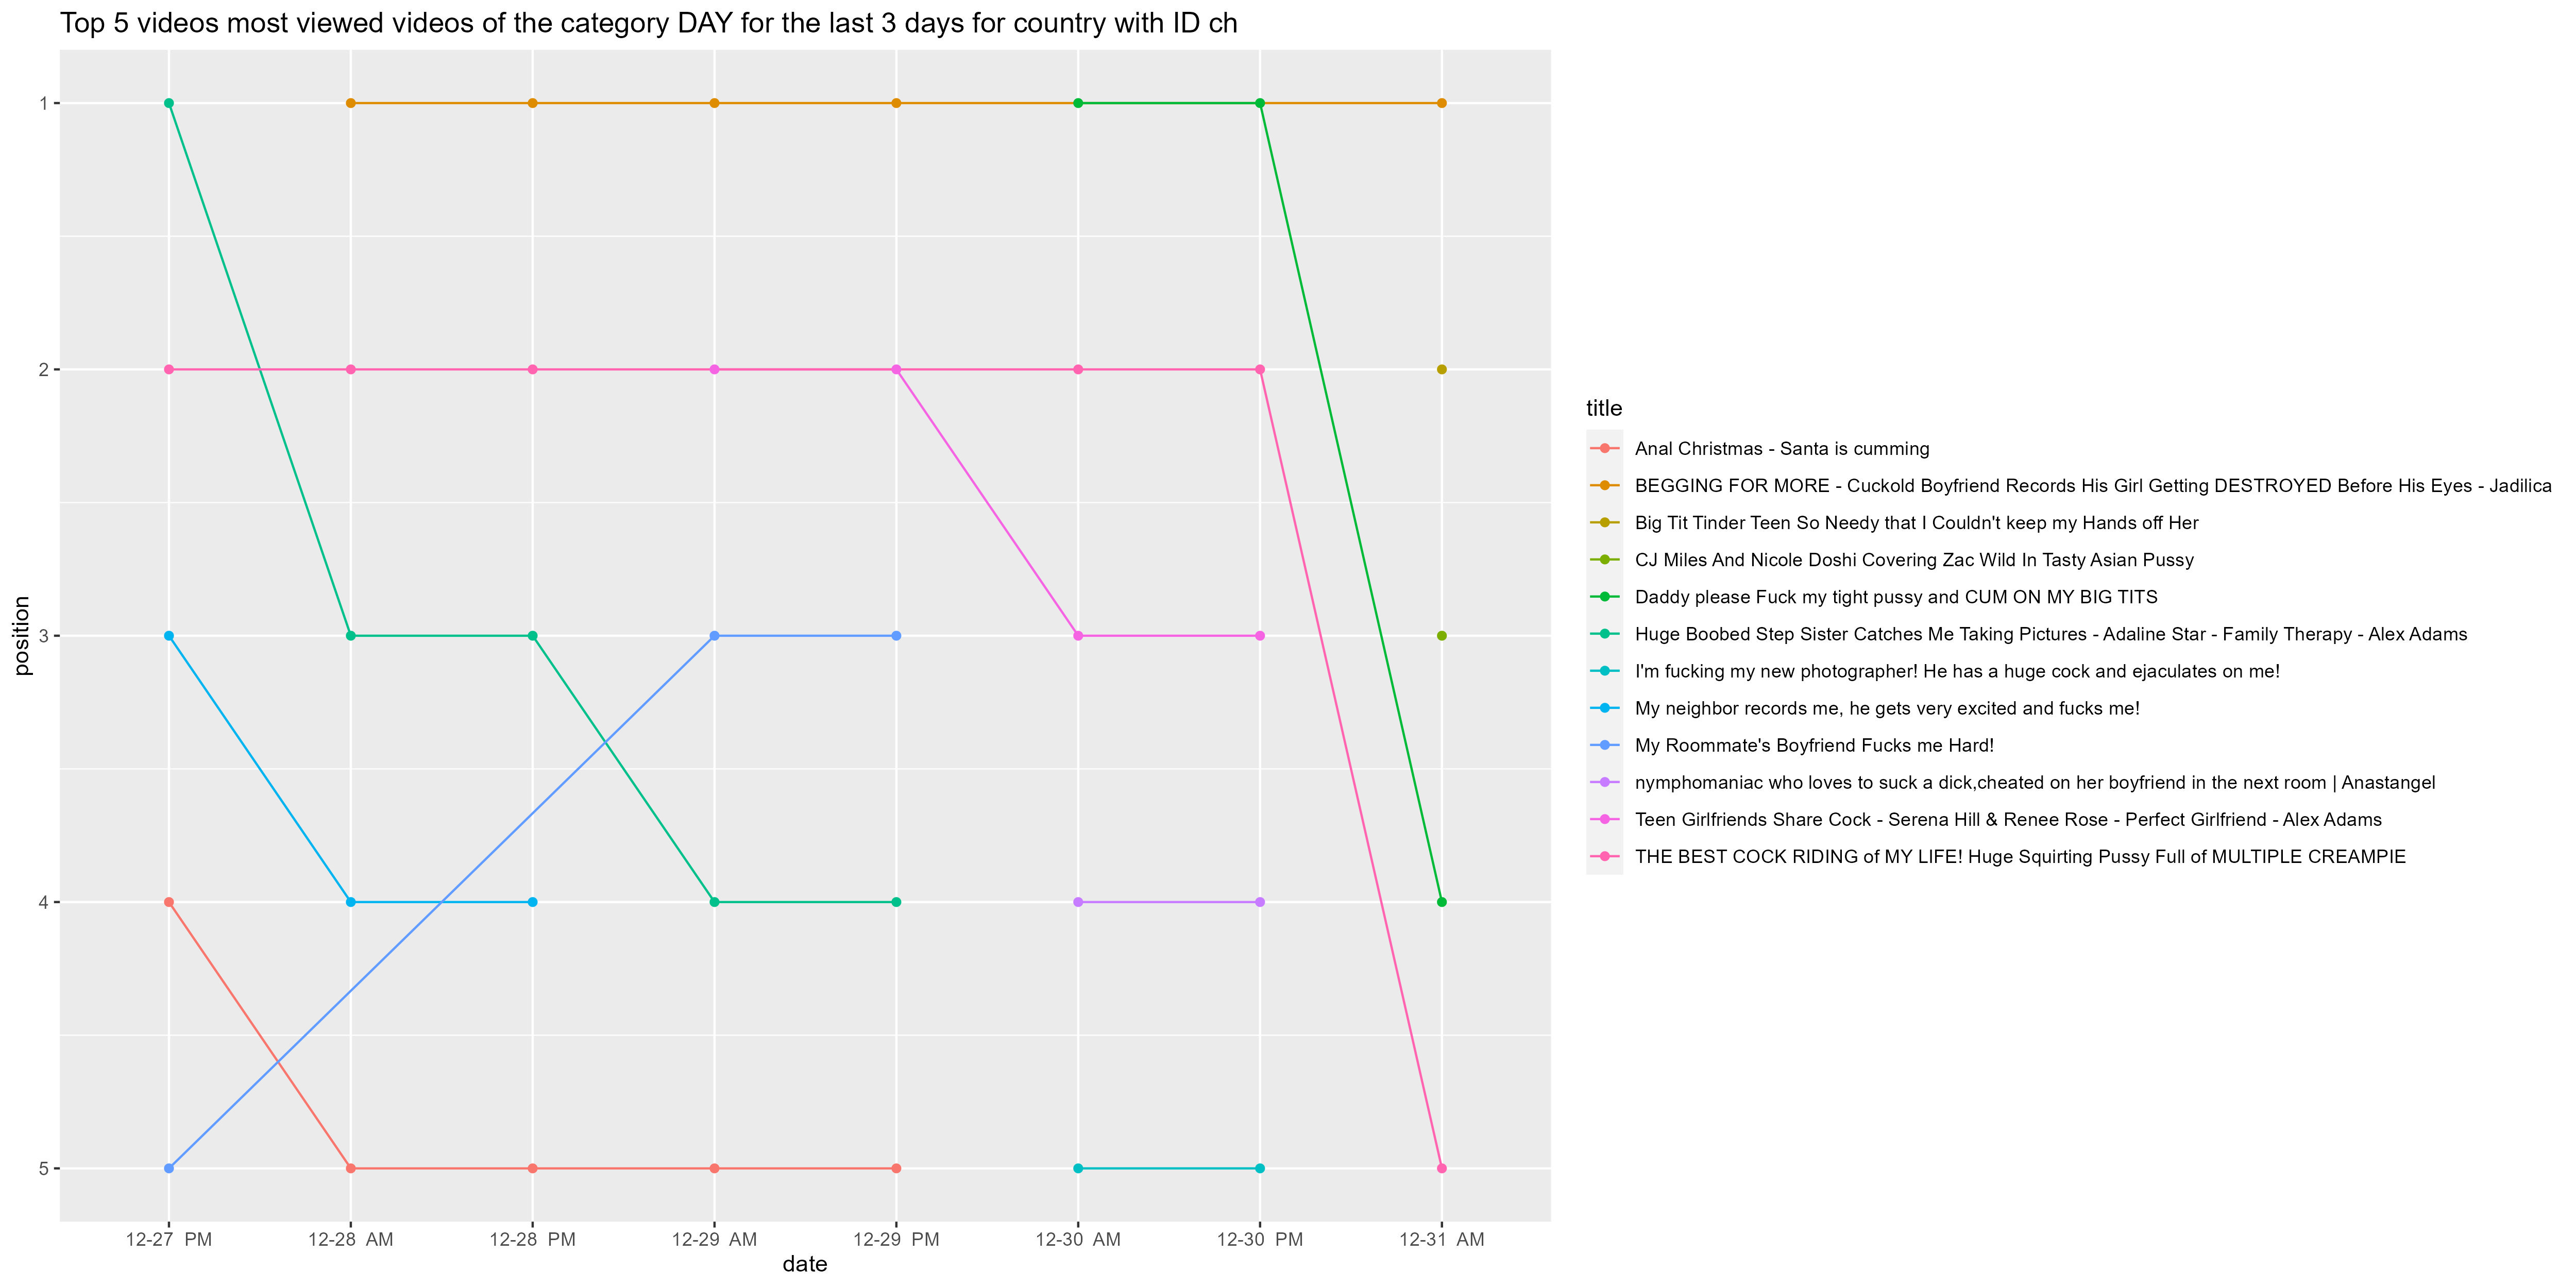 Top 5 videos most viewed videos of the category DAY for the last 3 days for country with ID ch
1
2
3
4
5
position
12-27 PM
12-28 AM
12-28 PM
12-29 AM
12-29 PM
12-30 AM
12-30 PM
12-31 AM
date
title
Anal Christmas - Santa is cumming
BEGGING FOR MORE - Cuckold Boyfriend Records His Girl Getting DESTROYED Before His Eyes - Jadilica
Big Tit Tinder Teen So Needy that I Couldn't keep my Hands off Her
CJ Miles And Nicole Doshi Covering Zac Wild In Tasty Asian Pussy
Daddy please Fuck my tight pussy and CUM ON MY BIG TITS
Huge Boobed Step Sister Catches Me Taking Pictures - Adaline Star - Family Therapy - Alex Adams
I'm fucking my new photographer! He has a huge cock and ejaculates on me!
My neighbor records me, he gets very excited and fucks me!
My Roommate's Boyfriend Fucks me Hard!
nymphomaniac who loves to suck a dick,cheated on her boyfriend in the next room | Anastangel
Teen Girlfriends Share Cock - Serena Hill & Renee Rose - Perfect Girlfriend - Alex Adams
THE BEST COCK RIDING of MY LIFE! Huge Squirting Pussy Full of MULTIPLE CREAMPIE